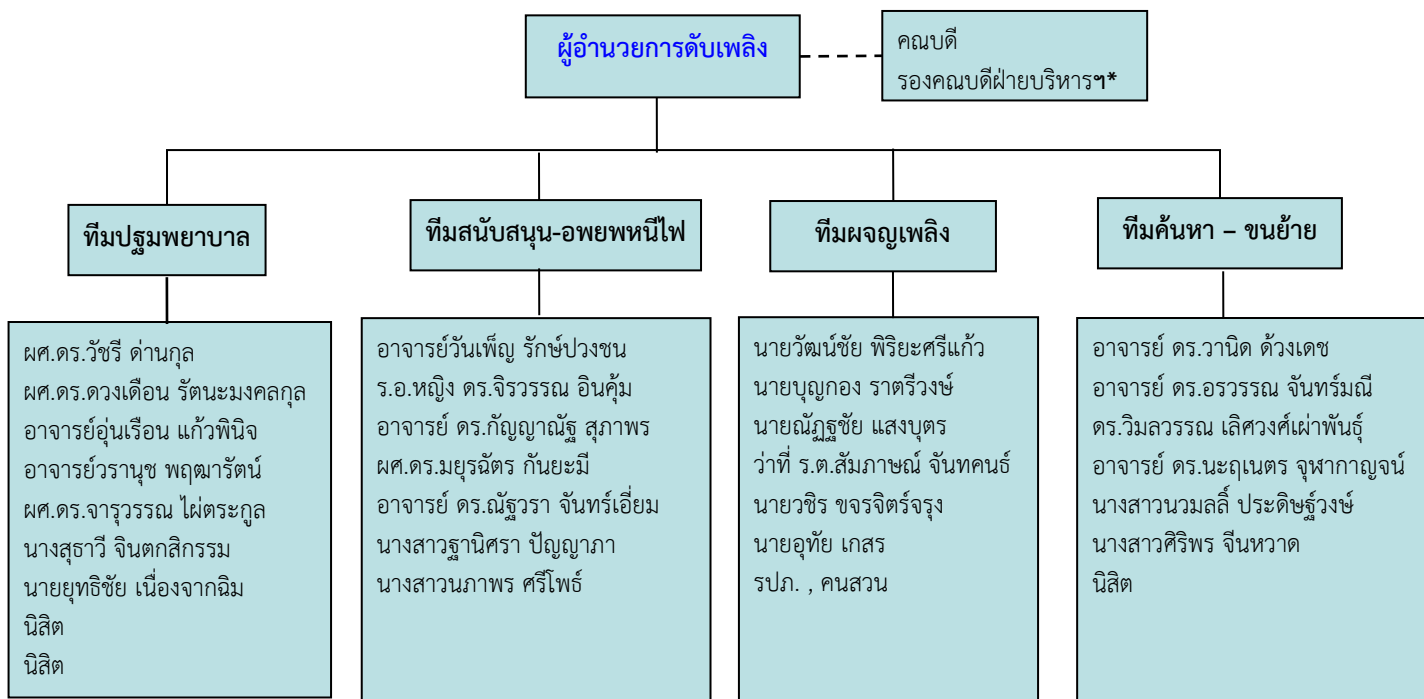 ผู้อำนวยการดับเพลิง
คณบดี
รองคณบดีฝ่ายบริหารฯ*
ทีมปฐมพยาบาล
ทีมสนับสนุน-อพยพหนีไฟ
ทีมผจญเพลิง
ทีมค้นหา – ขนย้าย
ผศ.ดร.วัชรี ด่านกุล
ผศ.ดร.ดวงเดือน รัตนะมงคลกุล
อาจารย์อุ่นเรือน แก้วพินิจ
อาจารย์วรานุช พฤฒารัตน์
ผศ.ดร.จารุวรรณ ไผ่ตระกูล
นางสุธาวี จินตกสิกรรม
นายยุทธิชัย เนื่องจากฉิม
นิสิต
นิสิต
อาจารย์วันเพ็ญ รักษ์ปวงชน
ร.อ.หญิง ดร.จิรวรรณ อินคุ้ม
อาจารย์ ดร.กัญญาณัฐ สุภาพร
ผศ.ดร.มยุรฉัตร กันยะมี
อาจารย์ ดร.ณัฐวรา จันทร์เอี่ยม
นางสาวฐานิศรา ปัญญาภา
นางสาวนภาพร ศรีโพธ์
นายวัฒน์ชัย พิริยะศรีแก้ว
นายบุญกอง ราตรีวงษ์
นายณัฏฐชัย แสงบุตร
ว่าที่ ร.ต.สัมภาษณ์ จันทคนธ์
นายวชิร ขจรจิตร์จรุง
นายอุทัย เกสร
รปภ. , คนสวน
อาจารย์ ดร.วานิด ด้วงเดช
อาจารย์ ดร.อรวรรณ จันทร์มณี
ดร.วิมลวรรณ เลิศวงศ์เผ่าพันธุ์
อาจารย์ ดร.นะฤเนตร จุฬากาญจน์
นางสาวนวมลลิ์ ประดิษฐ์วงษ์
นางสาวศิริพร จีนหวาด
นิสิต